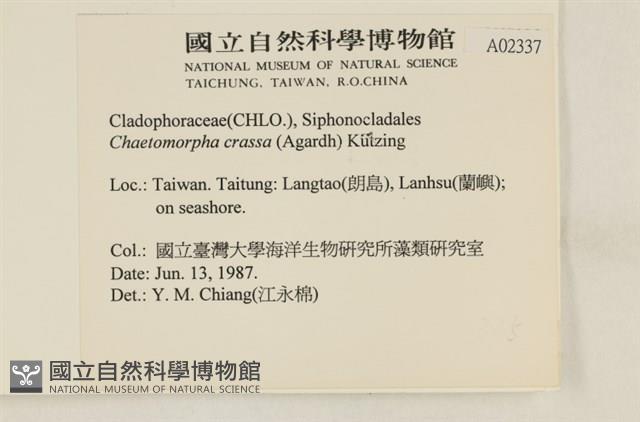 國立自然科學博物館
NATIONAL MUSEUM OF NATURAL SCIENCE
TAICHUNG, TAIWAN, R.O.CHINA
A02337
Cladophoraceae(CHLO.), Siphonocladales
Chaetomorpha crassa (Agardh) Kützing
Loc.: Taiwan. Taitung: Langtao(朗島), Lanhsu(蘭嶼);
on seashore.
Col.: 國立臺灣大學海洋生物研究所藻類研究室
Date: Jun. 13, 1987.
Det.: Y. M. Chiang(江永棉)
國立自然科學博物館
NATIONAL MUSEUM OF NATURAL SCIENCE